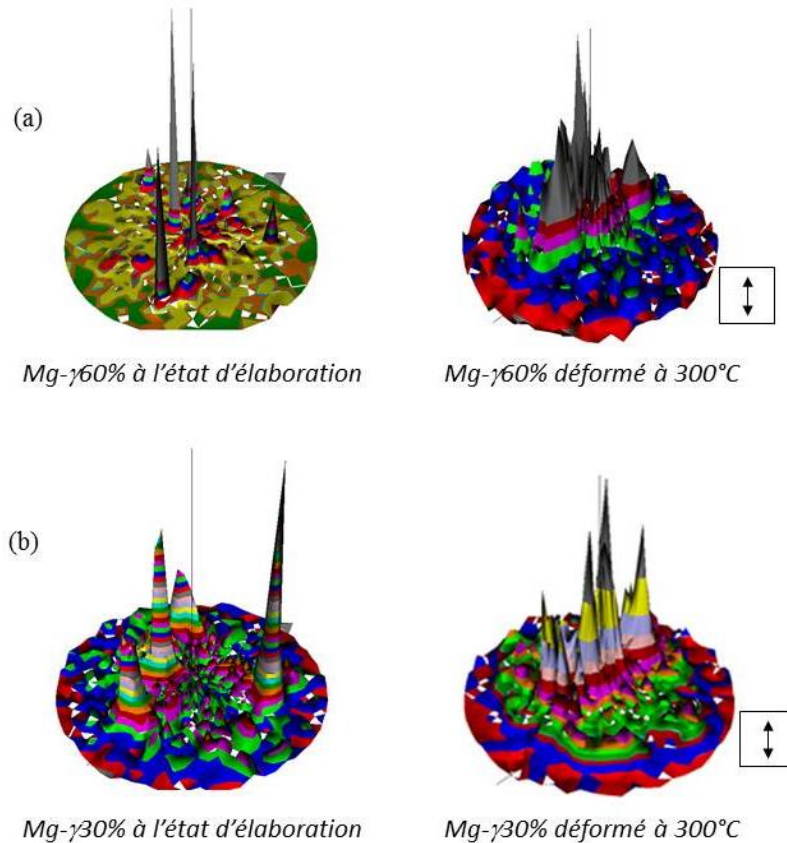 (a)
Mg-γ60% à l'état d'élaboration
Mg-γ60% déformé à 300°C
(b)
Mg-γ30% à l'état d'élaboration
Mg-γ30% déformé à 300°C